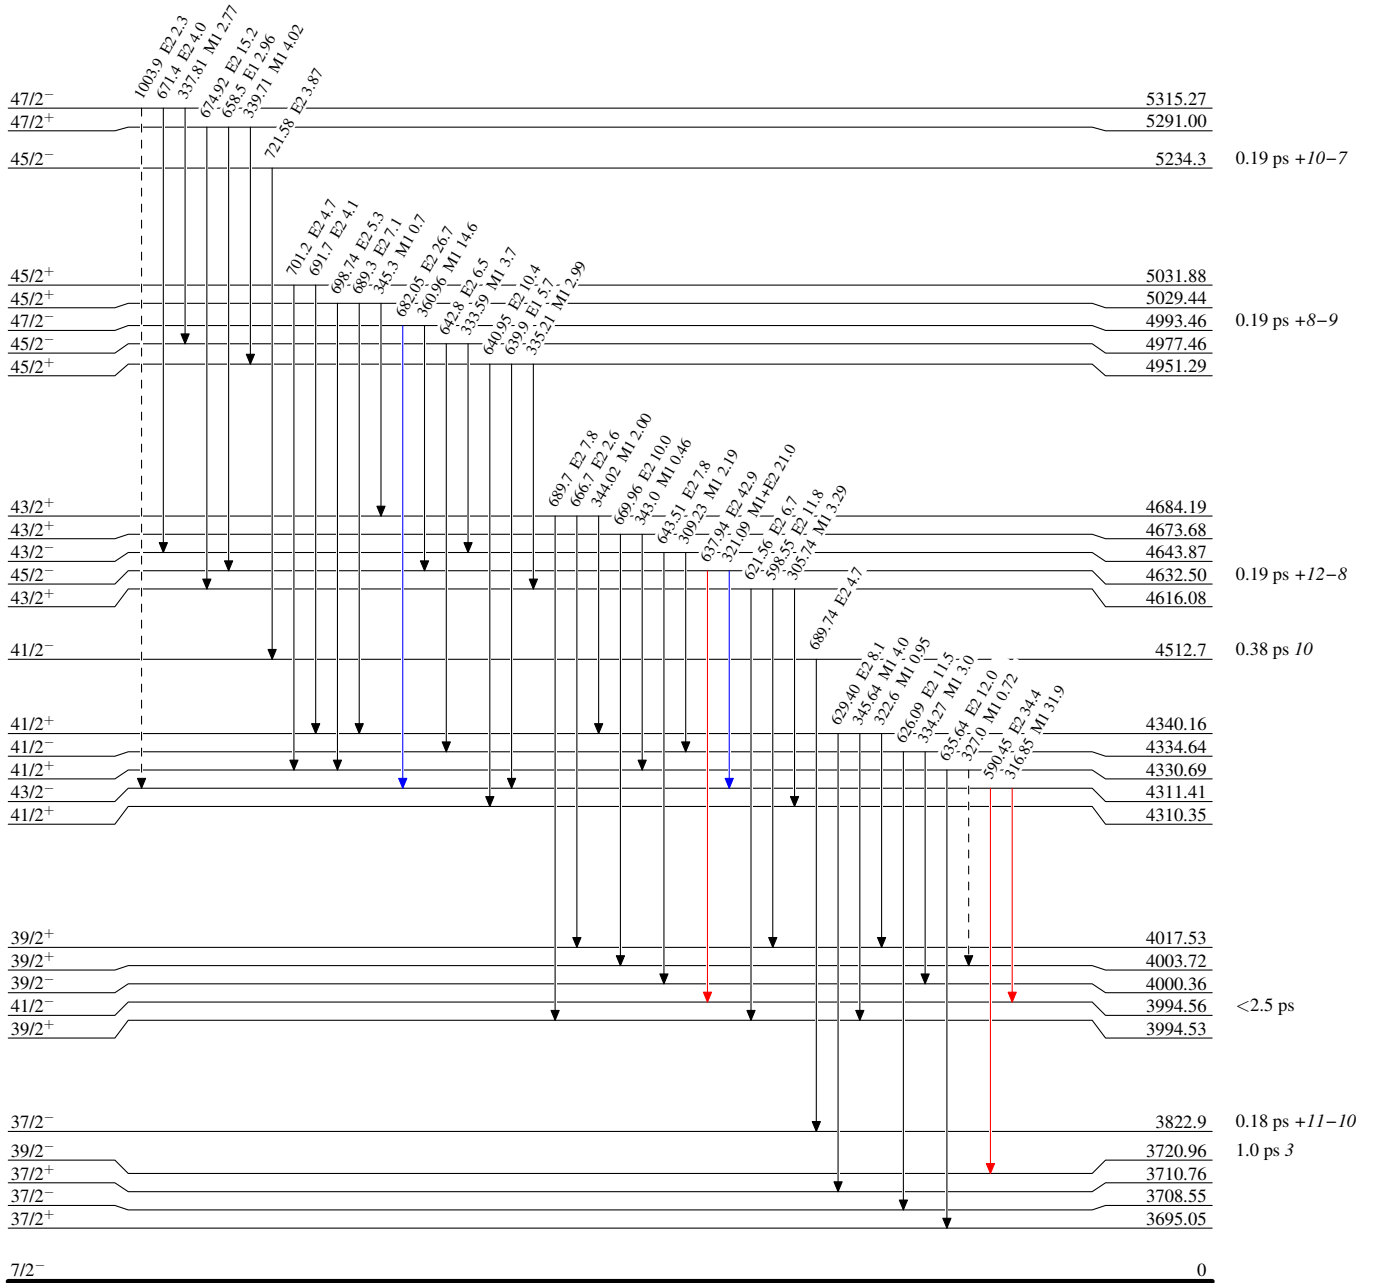 1003.9 E2 2.3
671.4 E2 4.0
337.81 M1 2.77
674.92 E2 15.2
658.5 E1 2.96
339.71 M1 4.02
721.58 E2 3.87
47/2− 5315.27
47/2+ 5291.00
45/2− 5234.3 0.19 ps +10−7
701.2 E2 4.7
691.7 E2 4.1
698.74 E2 5.3
689.3 E2 7.1
345.3 M1 0.7
682.05 E2 26.7
360.96 M1 14.6
642.8 E2 6.5
333.59 M1 3.7
640.95 E2 10.4
639.9 E1 5.7
335.21 M1 2.99
45/2+ 5031.88
45/2+ 5029.44
47/2− 4993.46 0.19 ps +8−9
45/2− 4977.46
45/2+ 4951.29
689.7 E2 7.8
666.7 E2 2.6
344.02 M1 2.00
669.96 E2 10.0
343.0 M1 0.46
643.51 E2 7.8
309.23 M1 2.19
637.94 E2 42.9
321.09 M1+E2 21.0
621.56 E2 6.7
598.55 E2 11.8
305.74 M1 3.29
43/2+ 4684.19
43/2+ 4673.68
43/2− 4643.87
45/2− 4632.50 0.19 ps +12−8
43/2+ 4616.08
689.74 E2 4.7
41/2− 4512.7 0.38 ps 10
629.40 E2 8.1
345.64 M1 4.0
322.6 M1 0.95
626.09 E2 11.5
334.27 M1 3.0
635.64 E2 12.0
327.0 M1 0.72
590.45 E2 34.4
316.85 M1 31.9
41/2+ 4340.16
41/2− 4334.64
41/2+ 4330.69
43/2− 4311.41
41/2+ 4310.35
39/2+ 4017.53
39/2+ 4003.72
39/2− 4000.36
41/2− 3994.56 <2.5 ps
39/2+ 3994.53
37/2− 3822.9 0.18 ps +11−10
39/2− 3720.96 1.0 ps 3
37/2+ 3710.76
37/2− 3708.55
37/2+ 3695.05
7/2− 0